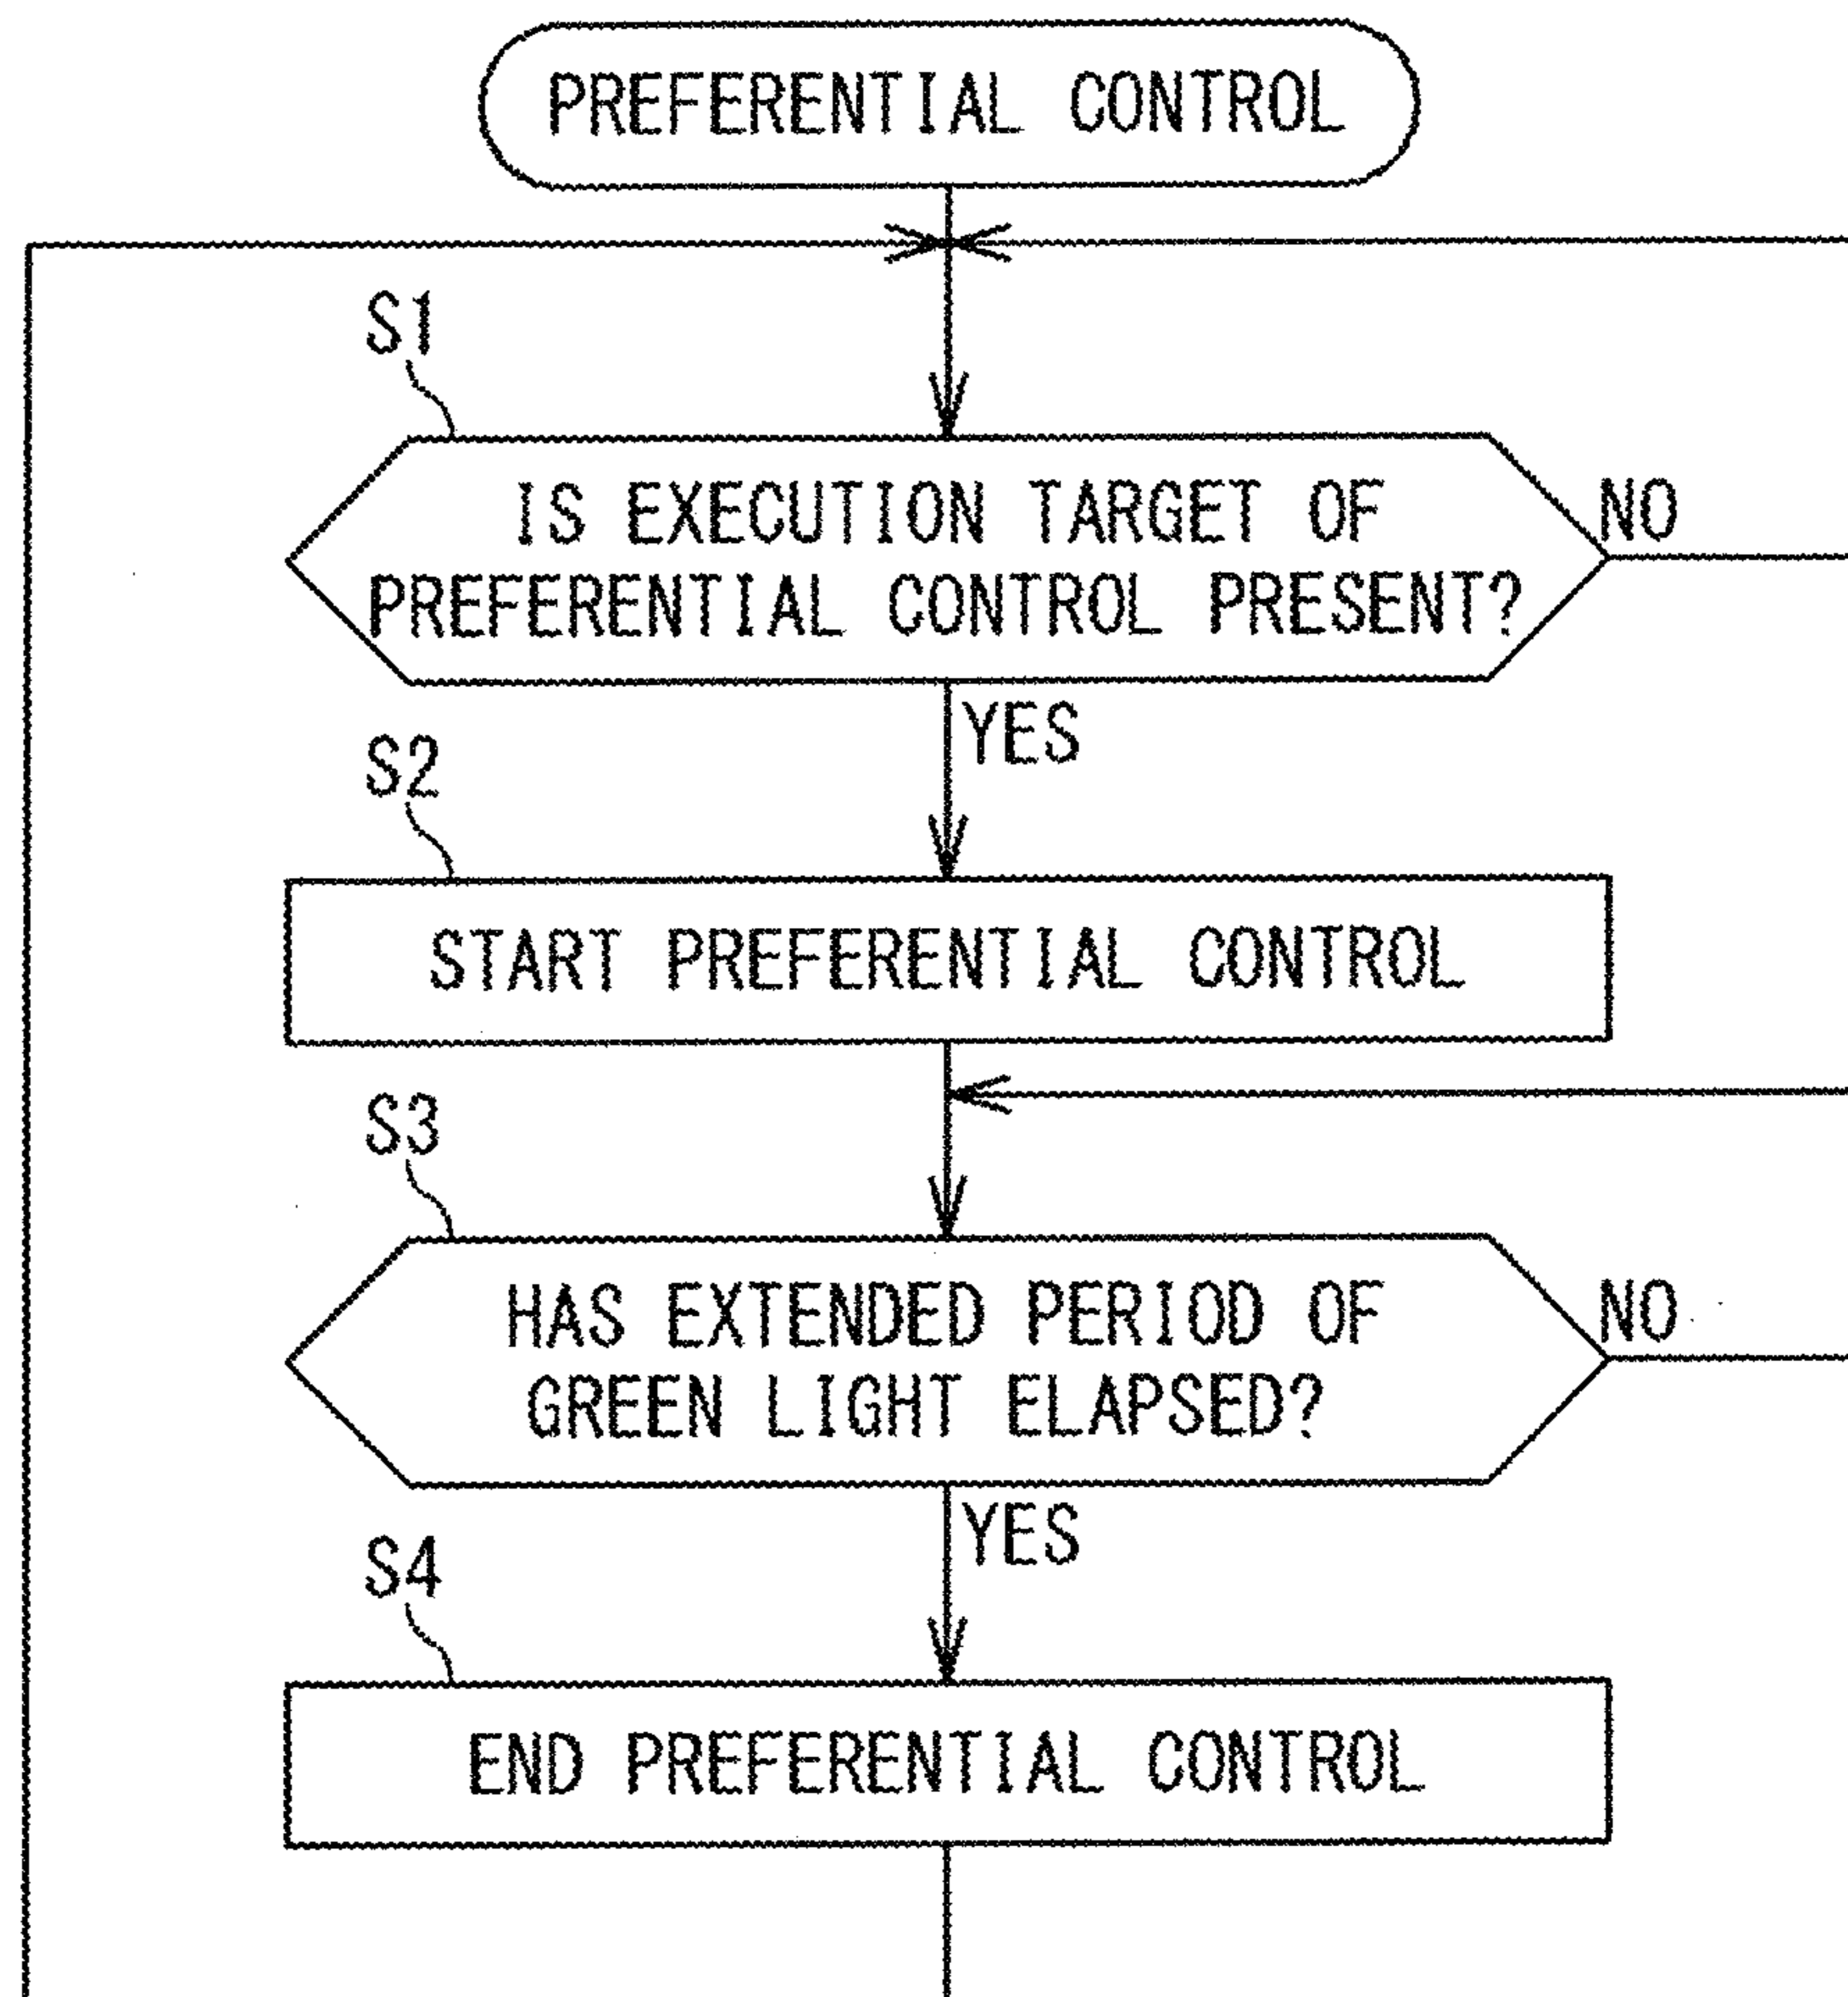 PREFERENTIAL CONTROL
S1
IS EXECUTION TARGET OF
PREFERENTIAL CONTROL PRESENT?
NO
YES
S2
START PREFERENTIAL CONTROL
S3
HAS EXTENDED PERIOD OF
GREEN LIGHT ELAPSED?
NO
YES
S4
END PREFERENTIAL CONTROL